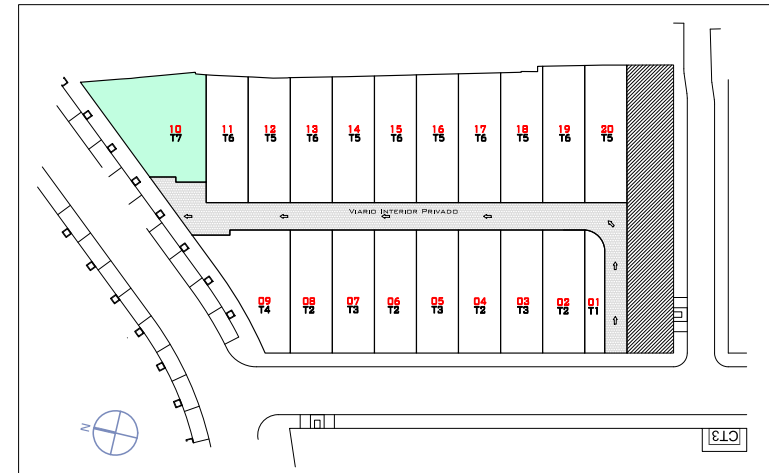 10 11 12 13 14 15 16 17 18 19 20
T7 T6 T5 T6 T5 T6 T5 T6 T5 T6 T5
VIARIO INTERIOR PRIVADO
09 08 07 06 05 04 03 02 01
T4 T2 T3 T2 T3 T2 T3 T2 T1
N
CT3